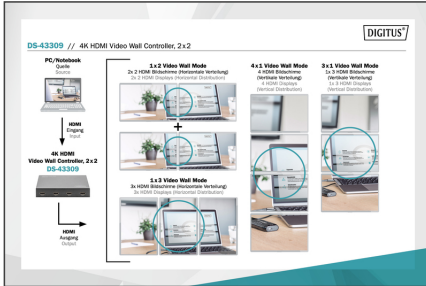 DIGITUS®
DS-43309 // 4K HDMI Video Wall Controller, 2x2
PC/Notebook
Quelle
Source
HDMI
Eingang
Input
4K HDMI
Video Wall Controller, 2x2
DS-43309
HDMI
Ausgang
Output
1x2 Video Wall Mode
2x 2 HDMI Bildschirme (Horizontale Verteilung)
2x 2 HDMI Displays (Horizontal Distribution)
+
1x3 Video Wall Mode
3x HDMI Bildschirme (Horizontale Verteilung)
3x HDMI Displays (Horizontal Distribution)
4x1 Video Wall Mode
4 HDMI Bildschirme
(Vertikale Verteilung)
4 HDMI Displays
(Vertical Distribution)
3x1 Video Wall Mode
1x 3 HDMI Bildschirme
(Vertikale Verteilung)
1x 3 HDMI Displays
(Vertical Distribution)